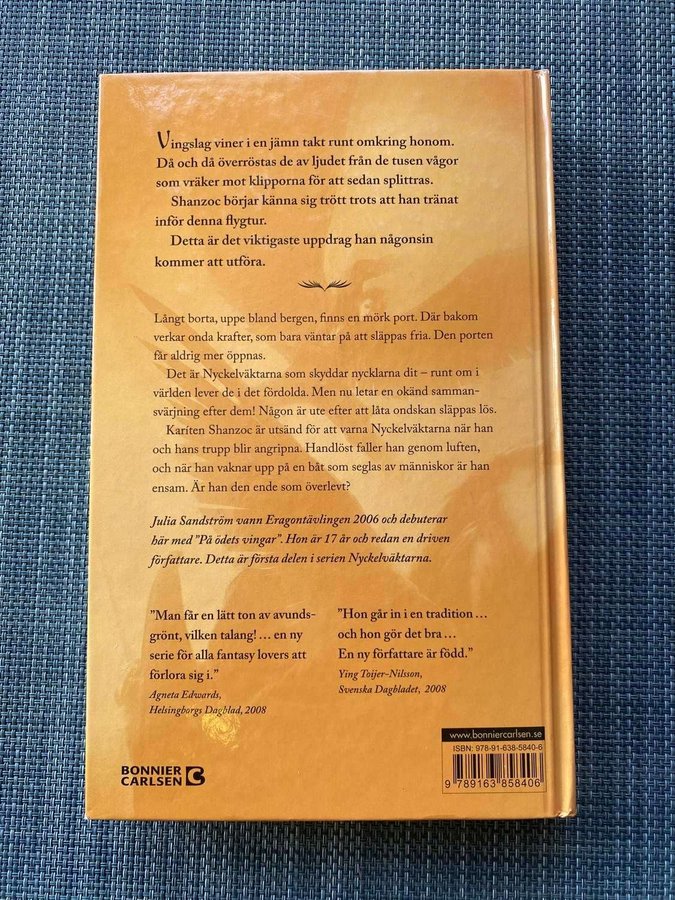 Vingslag viner i en jämn takt runt omkring honom.
Då och då överröstas de av ljudet från de tusen vågor
som vräker mot klipporna för att sedan splittras.
Shanzoc börjar känna sig trött trots att han tränat
inför denna flygtur.
Detta är det viktigaste uppdrag han någonsin
kommer att utföra.
Långt borta, uppe bland bergen, finns en mörk port. Där bakom
verkar onda krafter, som bara väntar på att släppas fria. Den porten
får aldrig mer öppnas.
Det är Nyckelväktarna som skyddar nycklarna dit – runt om i
världen lever de i det fördolda. Men nu letar en okänd samman-
svärjning efter dem! Någon är ute efter att låta ondskan släppas lös.
Kariten Shanzoc är utsänd för att varna Nyckelväktarna när han
och hans trupp blir angripna. Handlöst faller han genom luften,
och när han vaknar upp på en båt som seglas av människor är han
ensam. Är han den ende som överlevt?
Julia Sandström vann Eragontävlingen 2006 och debuterar
här med ”På ödets vingar”. Hon är 17 år och redan en driven
författare. Detta är första delen i serien Nyckelväktarna.
”Man får en lätt ton av avunds-
grönt, vilken talang! … en ny
serie för alla fantasy lovers att
förlora sig i.”
Agneta Edwards,
Helsingborgs Dagblad, 2008
”Hon går in i en tradition …
och hon gör det bra …
En ny författare är född.”
Ying Toijer-Nilsson,
Svenska Dagbladet, 2008
www.bonniercarlsen.se
ISBN: 978-91-638-5840-6
9 789163 858406
BONNIER
CARLSEN